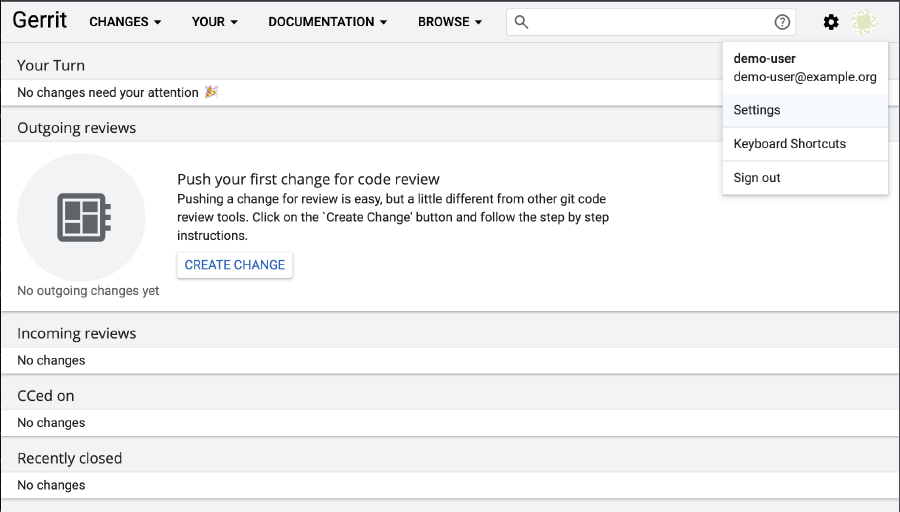 Gerrit CHANGES YOUR DOCUMENTATION BROWSE
demo-user
demo-user@example.org
Settings
Keyboard Shortcuts
Sign out
Your Turn
No changes need your attention 🎉
Outgoing reviews
Push your first change for code review
Pushing a change for review is easy, but a little different from other git code
review tools. Click on the `Create Change' button and follow the step by step
instructions.
CREATE CHANGE
No outgoing changes yet
Incoming reviews
No changes
CCed on
No changes
Recently closed
No changes